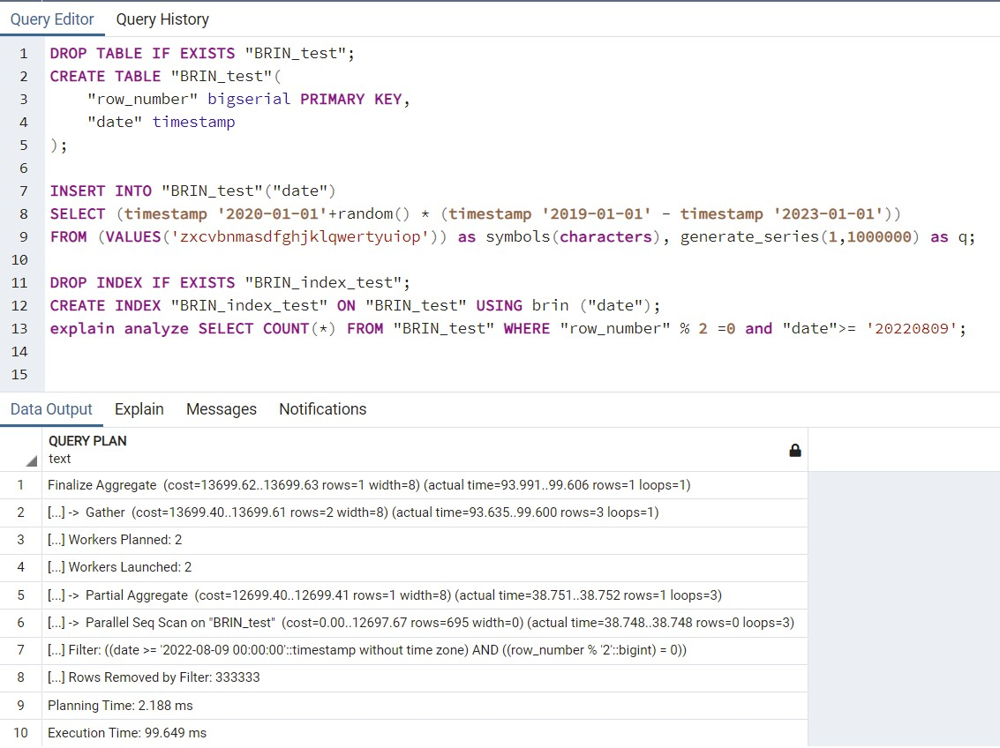 Query Editor Query History
1 DROP TABLE IF EXISTS "BRIN_test";
2 CREATE TABLE "BRIN_test"(
3 "row_number" bigserial PRIMARY KEY,
4 "date" timestamp
5 );
6
7 INSERT INTO "BRIN_test"("date")
8 SELECT (timestamp '2020-01-01'+random() * (timestamp '2019-01-01' - timestamp '2023-01-01'))
9 FROM (VALUES('zxcvbnmasdfghjklqwertyuiop')) as symbols(characters), generate_series(1,1000000) as q;
10
11 DROP INDEX IF EXISTS "BRIN_index_test";
12 CREATE INDEX "BRIN_index_test" ON "BRIN_test" USING brin ("date");
13 explain analyze SELECT COUNT(*) FROM "BRIN_test" WHERE "row_number" % 2 =0 and "date">= '20220809';
14
15
Data Output Explain Messages Notifications
QUERY PLAN
text
1 Finalize Aggregate (cost=13699.62..13699.63 rows=1 width=8) (actual time=93.991..99.606 rows=1 loops=1)
2 [...] -> Gather (cost=13699.40..13699.61 rows=2 width=8) (actual time=93.635..99.600 rows=3 loops=1)
3 [...] Workers Planned: 2
4 [...] Workers Launched: 2
5 [...] -> Partial Aggregate (cost=12699.40..12699.41 rows=1 width=8) (actual time=38.751..38.752 rows=1 loops=3)
6 [...] -> Parallel Seq Scan on "BRIN_test" (cost=0.00..12697.67 rows=695 width=0) (actual time=38.748..38.748 rows=0 loops=3)
7 [...] Filter: ((date >= '2022-08-09 00:00:00'::timestamp without time zone) AND ((row_number % '2'::bigint) = 0))
8 [...] Rows Removed by Filter: 333333
9 Planning Time: 2.188 ms
10 Execution Time: 99.649 ms